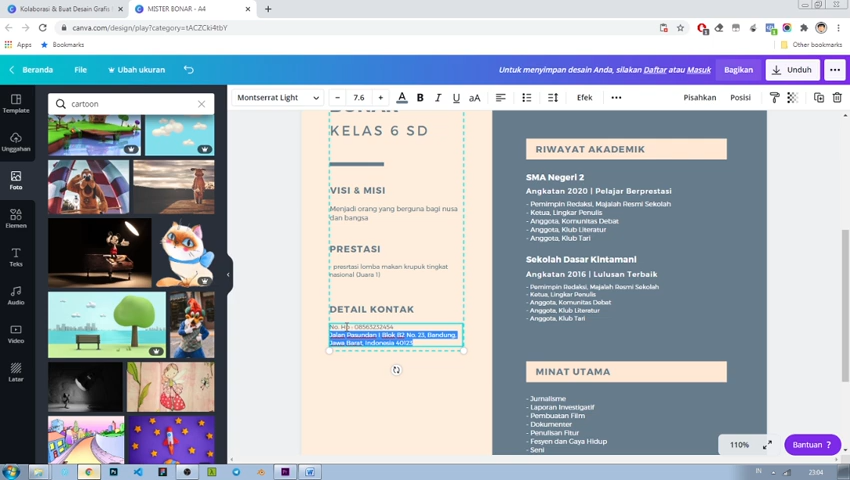 Kolaborasi & Buat Desain Grafis
MISTER BONAR - A4
canva.com/design/play?category=tACZCki4tbY
Apps
Bookmarks
Other bookmarks
Beranda
File
Ubah ukuran
Untuk menyimpan desain Anda, silakan Daftar atau Masuk
Bagikan
Unduh
cartoon
Montserrat Light
7.6
A
B
I
U
aA
Efek
Pisahkan
Posisi
Template
Unggahan
Foto
Elemen
Teks
Audio
Video
Latar
KELAS 6 SD
VISI & MISI
Menjadi orang yang berguna bagi nusa
dan bangsa
PRESTASI
- presrtasi lomba makan krupuk tingkat
nasional (Juara 1)
DETAIL KONTAK
No. Hp - 08565232454
Jalan Pasundan | Blok B2 No. 23, Bandung,
Jawa Barat, Indonesia 40123
RIWAYAT AKADEMIK
SMA Negeri 2
Angkatan 2020 | Pelajar Berprestasi
- Pemimpin Redaksi, Majalah Resmi Sekolah
- Ketua, Lingkar Penulis
- Anggota, Komunitas Debat
- Anggota, Klub Literatur
- Anggota, Klub Tari
Sekolah Dasar Kintamani
Angkatan 2016 | Lulusan Terbaik
- Pemimpin Redaksi, Majalah Resmi Sekolah
- Ketua, Lingkar Penulis
- Anggota, Komunitas Debat
- Anggota, Klub Literatur
- Anggota, Klub Tari
MINAT UTAMA
- Jurnalisme
- Laporan Investigatif
- Pembuatan Film
- Dokumenter
- Penulisan Fitur
- Fesyen dan Gaya Hidup
- Seni
110%
Bantuan ?
IN
23:04